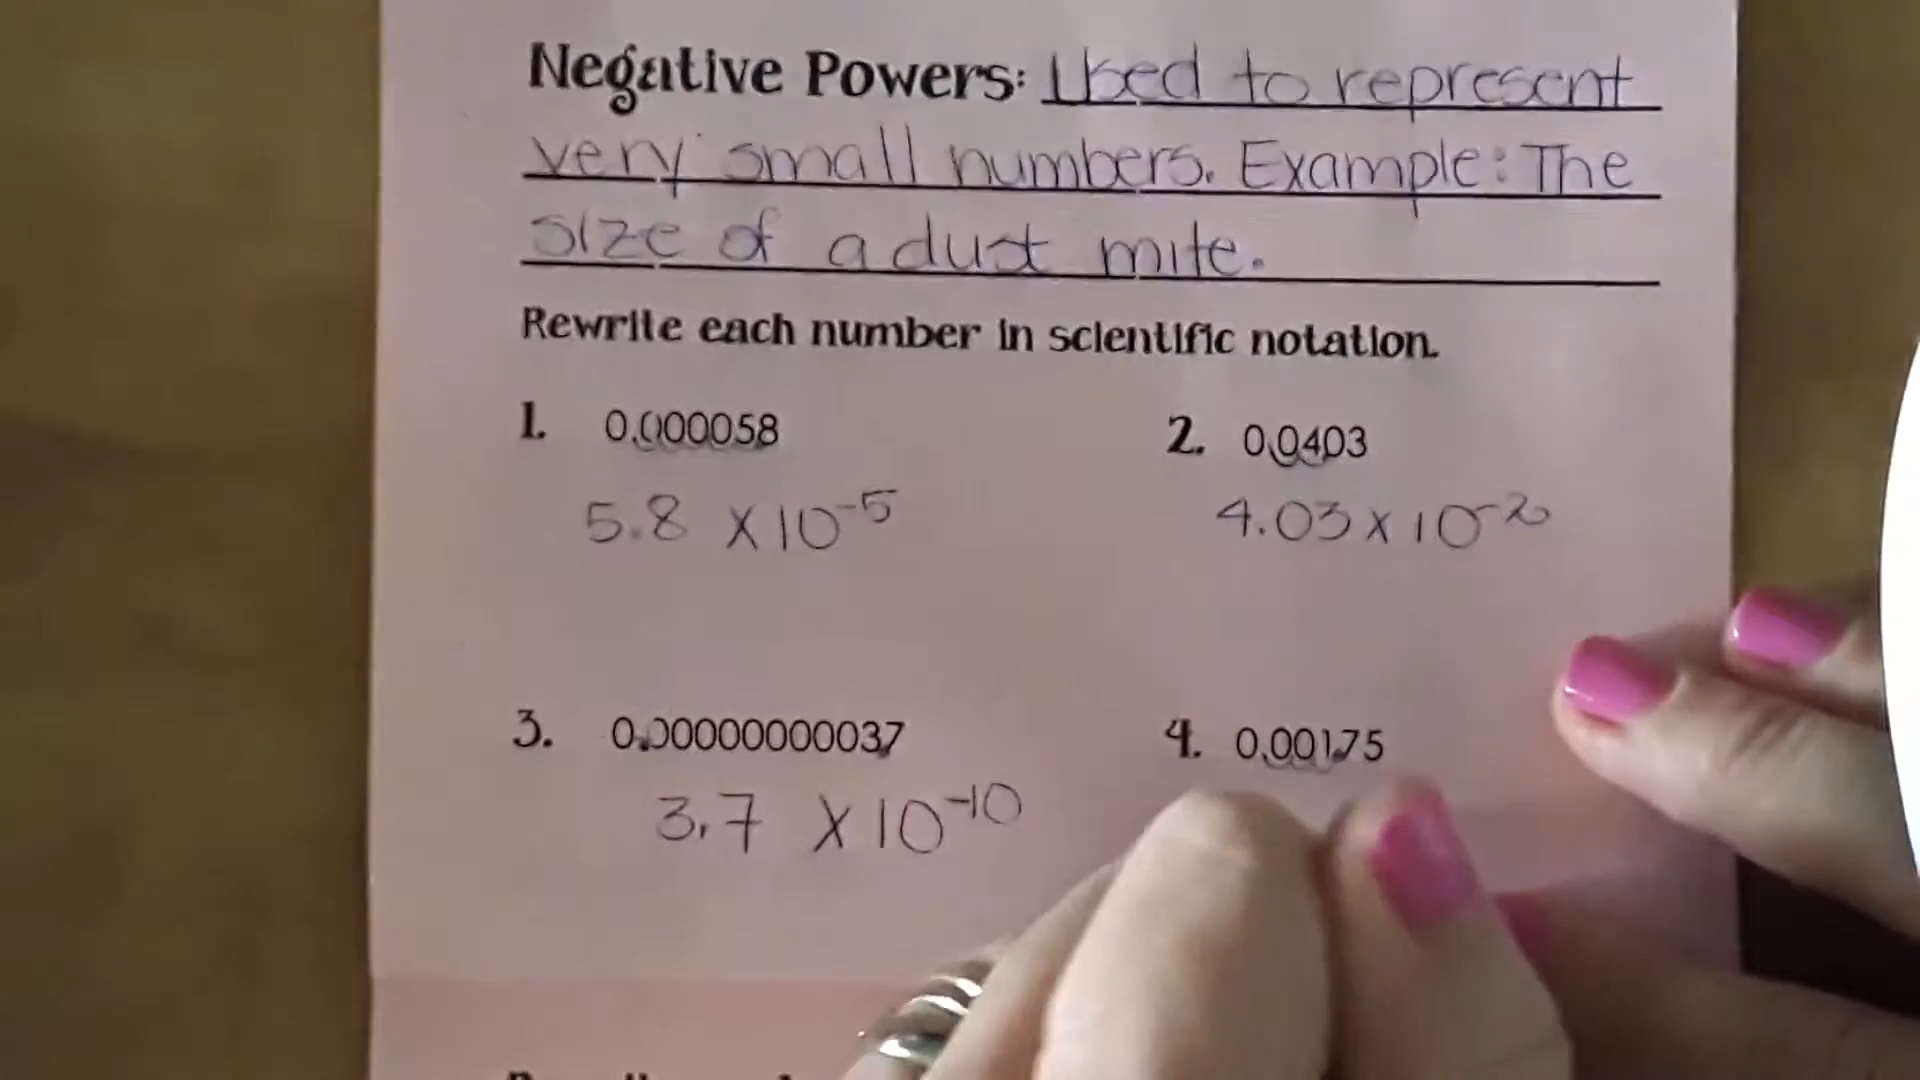 Negative Powers: Used to represent
very small numbers. Example: The
size of a dust mite.
Rewrite each number in scientific notation.
1. 0.000058
5.8 x 10⁻⁵
2. 0.0403
4.03 x 10⁻²
3. 0.00000000037
3.7 x 10⁻¹⁰
4. 0.00175